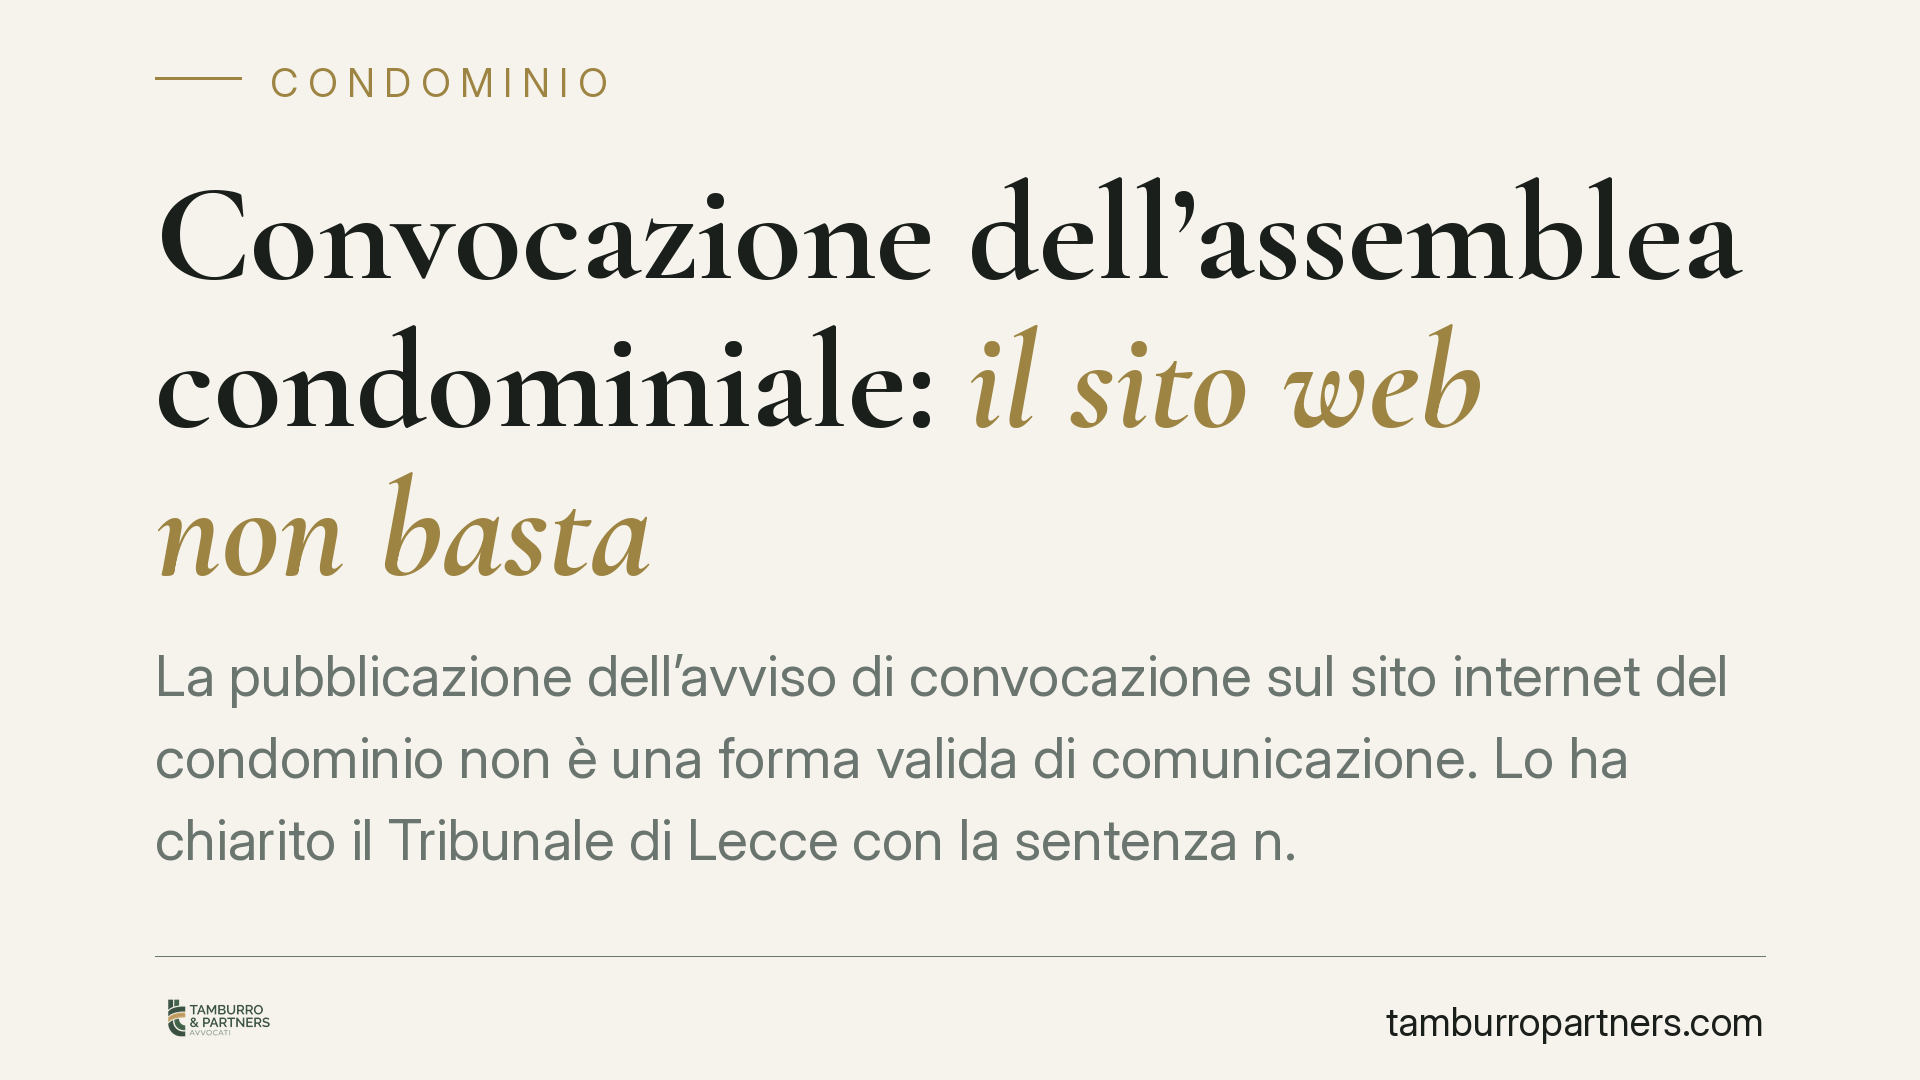 CONDOMINIO
Convocazione dell’assemblea
condominiale: il sito web
non basta
La pubblicazione dell’avviso di convocazione sul sito internet del
condominio non è una forma valida di comunicazione. Lo ha
chiarito il Tribunale di Lecce con la sentenza n.
TAMBURRO
& PARTNERS
AVVOCATI
tamburropartners.com